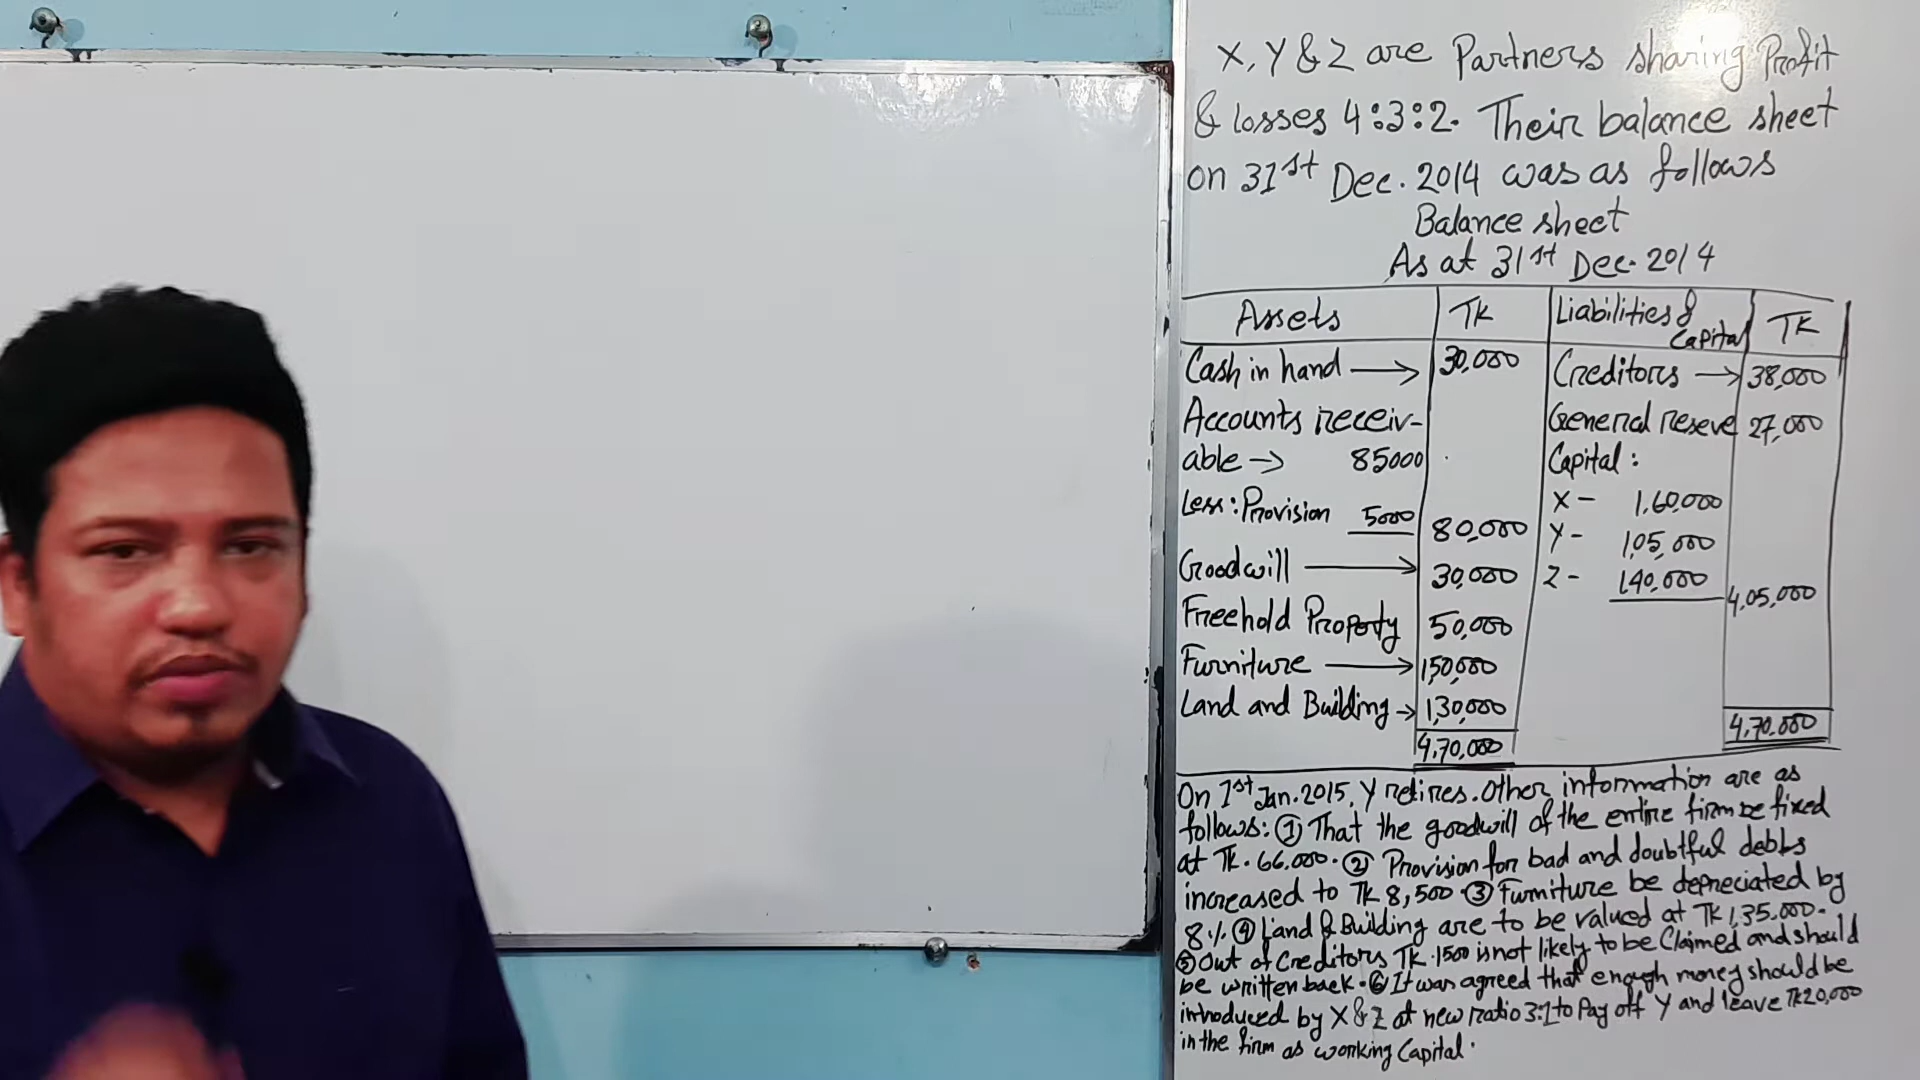 X, Y & Z are Partners sharing Profit
& losses 4:3:2. Their balance sheet
on 31st Dec. 2014 was as follows
Balance sheet
As at 31st Dec. 2014
Assets TK Liabilities & Capital TK
Cash in hand → 30,000 Creditors → 38,000
Accounts receiv- General reseve 27,000
able → 85000 Capital:
Less: Provision 5000 80,000 X - 1,60,000
Goodwill → 30,000 Y - 1,05,000
Freehold Property 50,000 Z - 1,40,000 4,05,000
Furniture → 1,50,000
Land and Building → 1,30,000
4,70,000 4,70,000
On 1st Jan. 2015, Y retires. Other information are as
follows: ① That the goodwill of the entire firm be fixed
at TK. 66.000. ② Provision for bad and doubtful debts
increased to TK 8,500 ③ Furniture be depreciated by
8%. ④ Land & Building are to be valued at TK 1,35.000.
⑤ Out of Creditors TK. 1500 is not likely to be Claimed and should
be written back. ⑥ It was agreed that enough money should be
introduced by X & Z at new ratio 3:1 to Pay off Y and leave TK 20,000
in the firm as working Capital.